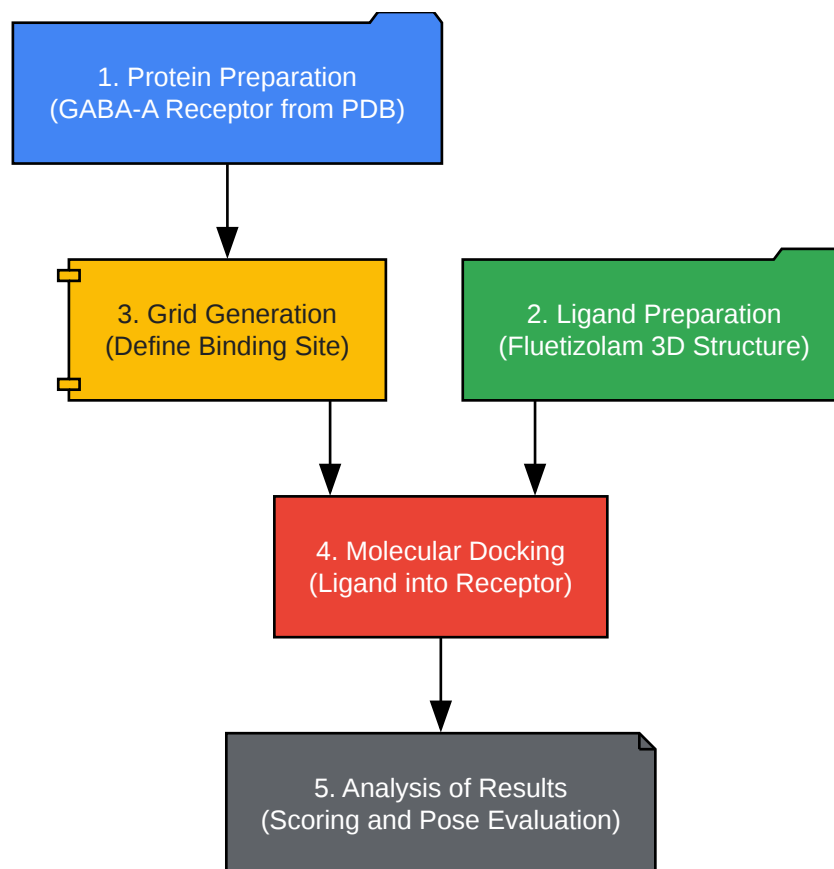 1. Protein Preparation
(GABA-A Receptor from PDB)
3. Grid Generation
(Define Binding Site)
2. Ligand Preparation
(Fluetizolam 3D Structure)
4. Molecular Docking
(Ligand into Receptor)
5. Analysis of Results
(Scoring and Pose Evaluation)